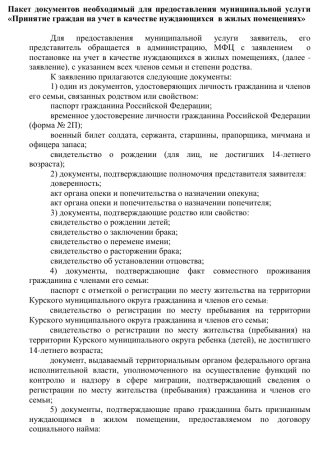 Пакет документов необходимый для предоставления муниципальной услуги
«Принятие граждан на учет в качестве нуждающихся в жилых помещениях»
Для предоставления муниципальной услуги заявитель, его
представитель обращается в администрацию, МФЦ с заявлением о
постановке на учет в качестве нуждающихся в жилых помещениях, (далее -
заявление), с указанием всех членов семьи и степени родства.
К заявлению прилагаются следующие документы:
1) один из документов, удостоверяющих личность гражданина и членов
его семьи, связанных родством или свойством:
паспорт гражданина Российской Федерации;
временное удостоверение личности гражданина Российской Федерации
(форма № 2П);
военный билет солдата, сержанта, старшины, прапорщика, мичмана и
офицера запаса;
свидетельство о рождении (для лиц, не достигших 14-летнего
возраста);
2) документы, подтверждающие полномочия представителя заявителя:
доверенность;
акт органа опеки и попечительства о назначении опекуна;
акт органа опеки и попечительства о назначении попечителя;
3) документы, подтверждающие родство или свойство:
свидетельство о рождении детей;
свидетельство о заключении брака;
свидетельство о перемене имени;
свидетельство о расторжении брака;
свидетельство об установлении отцовства;
4) документы, подтверждающие факт совместного проживания
гражданина с членами его семьи:
паспорт с отметкой о регистрации по месту жительства на территории
Курского муниципального округа гражданина и членов его семьи;
свидетельство о регистрации по месту пребывания на территории
Курского муниципального округа гражданина и членов его семьи;
свидетельство о регистрации по месту жительства (пребывания) на
территории Курского муниципального округа ребенка (детей), не достигшего
14-летнего возраста;
документ, выдаваемый территориальным органом федерального органа
исполнительной власти, уполномоченного на осуществление функций по
контролю и надзору в сфере миграции, подтверждающий сведения о
регистрации по месту жительства (пребывания) гражданина и членов его
семьи;
5) документы, подтверждающие право гражданина быть признанным
нуждающимся в жилом помещении, предоставляемом по договору
социального найма: